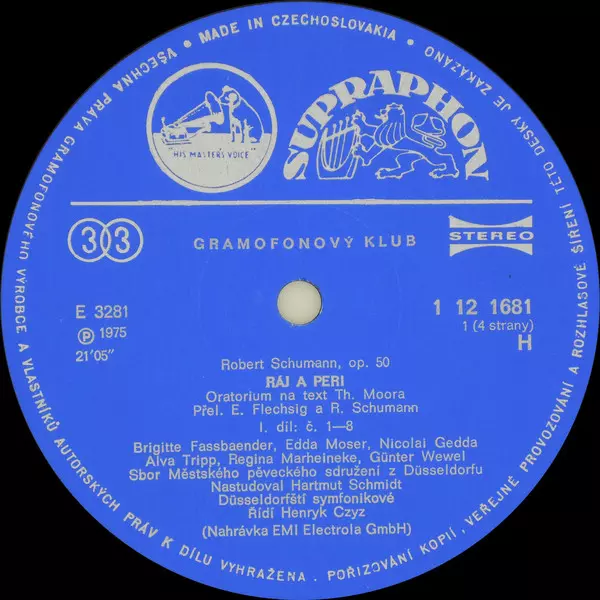 VŠECHNA PRÁVA GRAMOFONOVÉHO VÝROBCE A VLASTNÍKŮ AUTORSKÝCH PRÁV K DÍLU VYHRAŽENA . POŘIZOVÁNÍ KOPIÍ, VEŘEJNÉ PROVOZOVÁNÍ A ROZHLASOVÉ ŠÍŘENÍ TÉTO DESKY JE ZAKÁZÁNO
• MADE IN CZECHOSLOVAKIA •
"HIS MASTER'S VOICE"
SUPRAPHON
33
GRAMOFONOVÝ KLUB
STEREO
E 3281
Ⓟ 1975
21'05"
1 12 1681
1 (4 strany)
H
Robert Schumann, op. 50
RÁJ A PERI
Oratorium na text Th. Moora
Přel. E. Flechsig a R. Schumann
I. díl: č. 1—8
Brigitte Fassbaender, Edda Moser, Nicolai Gedda
Alva Tripp, Regina Marheineke, Günter Wewel
Sbor Městského pěveckého sdružení z Düsseldorfu
Nastudoval Hartmut Schmidt
Düsseldorfští symfonikové
Řídí Henryk Czyz
(Nahrávka EMI Electrola GmbH)